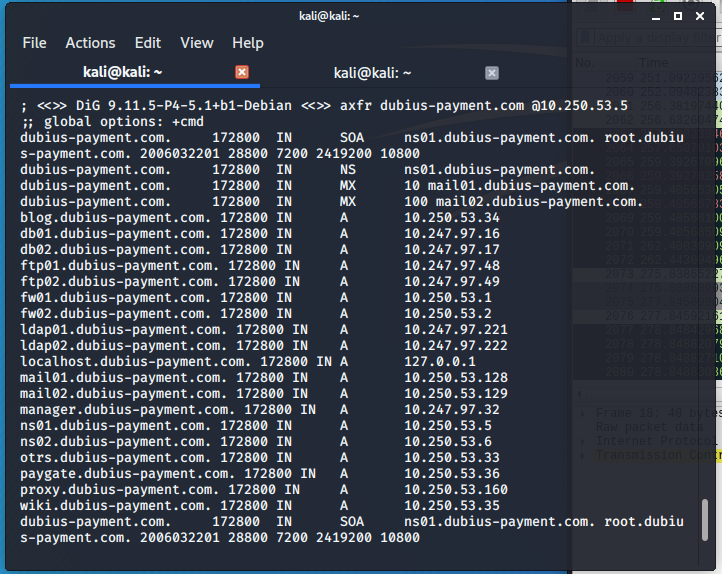 kali@kali: ~
File Actions Edit View Help
kali@kali: ~ kali@kali: ~
; <<>> DiG 9.11.5-P4-5.1+b1-Debian <<>> axfr dubius-payment.com @10.250.53.5
;; global options: +cmd
dubius-payment.com. 172800 IN SOA ns01.dubius-payment.com. root.dubiu
s-payment.com. 2006032201 28800 7200 2419200 10800
dubius-payment.com. 172800 IN NS ns01.dubius-payment.com.
dubius-payment.com. 172800 IN MX 10 mail01.dubius-payment.com.
dubius-payment.com. 172800 IN MX 100 mail02.dubius-payment.com.
blog.dubius-payment.com. 172800 IN A 10.250.53.34
db01.dubius-payment.com. 172800 IN A 10.247.97.16
db02.dubius-payment.com. 172800 IN A 10.247.97.17
ftp01.dubius-payment.com. 172800 IN A 10.247.97.48
ftp02.dubius-payment.com. 172800 IN A 10.247.97.49
fw01.dubius-payment.com. 172800 IN A 10.250.53.1
fw02.dubius-payment.com. 172800 IN A 10.250.53.2
ldap01.dubius-payment.com. 172800 IN A 10.247.97.221
ldap02.dubius-payment.com. 172800 IN A 10.247.97.222
localhost.dubius-payment.com. 172800 IN A 127.0.0.1
mail01.dubius-payment.com. 172800 IN A 10.250.53.128
mail02.dubius-payment.com. 172800 IN A 10.250.53.129
manager.dubius-payment.com. 172800 IN A 10.247.97.32
ns01.dubius-payment.com. 172800 IN A 10.250.53.5
ns02.dubius-payment.com. 172800 IN A 10.250.53.6
otrs.dubius-payment.com. 172800 IN A 10.250.53.33
paygate.dubius-payment.com. 172800 IN A 10.250.53.36
proxy.dubius-payment.com. 172800 IN A 10.250.53.160
wiki.dubius-payment.com. 172800 IN A 10.250.53.35
dubius-payment.com. 172800 IN SOA ns01.dubius-payment.com. root.dubiu
s-payment.com. 2006032201 28800 7200 2419200 10800
Apply a display filter
No. Time
Frame 18: 40 bytes
Raw packet data
Internet Protoco
Transmission Contr